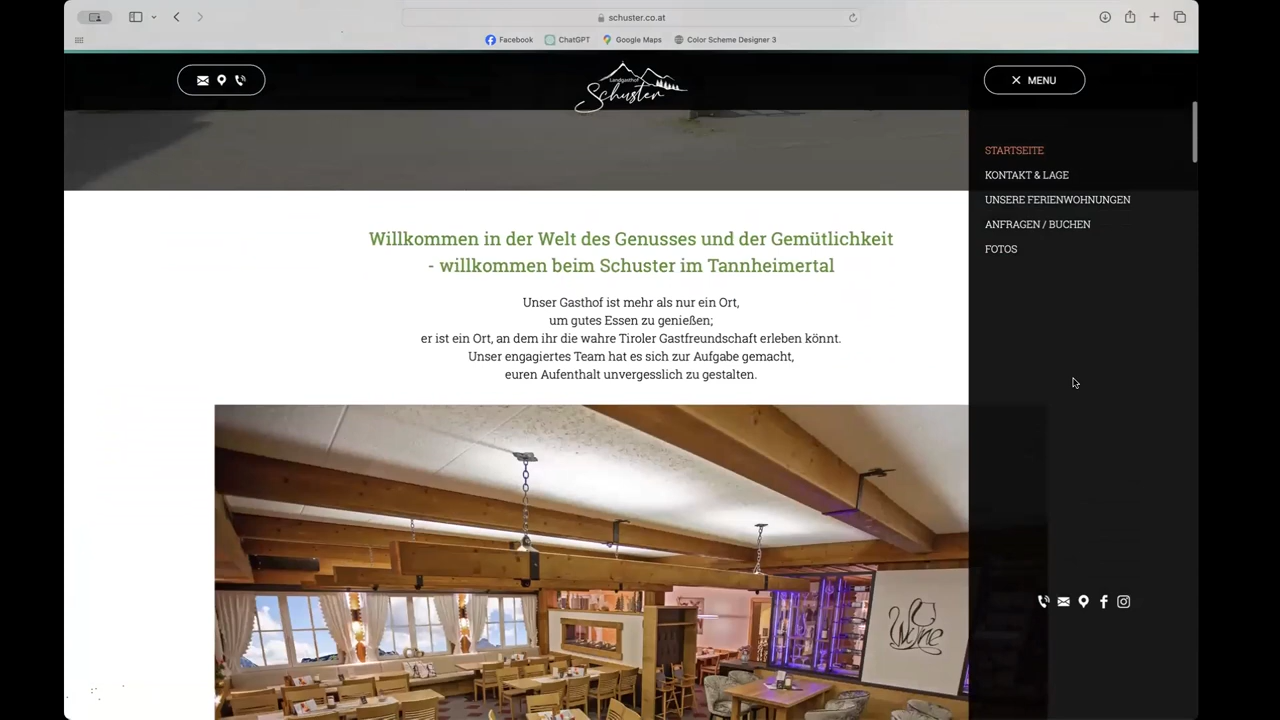 schuster.co.at
Facebook
ChatGPT
Google Maps
Color Scheme Designer 3
Landgasthof
Schuster
MENU
STARTSEITE
KONTAKT & LAGE
UNSERE FERIENWOHNUNGEN
ANFRAGEN / BUCHEN
FOTOS
Willkommen in der Welt des Genusses und der Gemütlichkeit
- willkommen beim Schuster im Tannheimertal
Unser Gasthof ist mehr als nur ein Ort,
um gutes Essen zu genießen;
er ist ein Ort, an dem ihr die wahre Tiroler Gastfreundschaft erleben könnt.
Unser engagiertes Team hat es sich zur Aufgabe gemacht,
euren Aufenthalt unvergesslich zu gestalten.
Wine